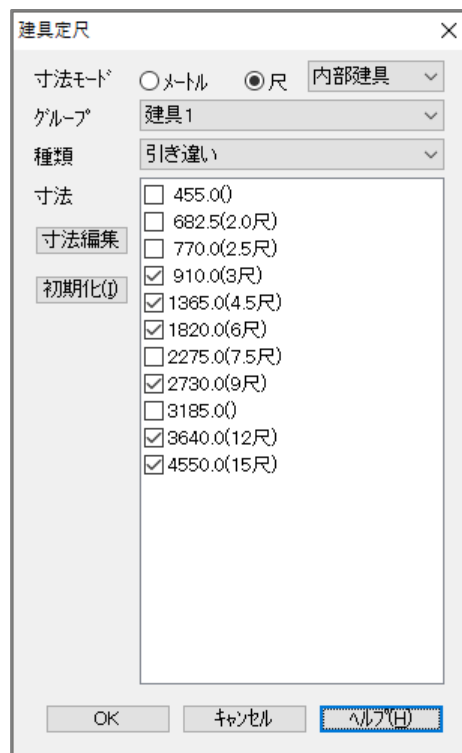 建具定尺
寸法ﾓｰﾄﾞ ﾒｰﾄﾙ 尺 内部建具
ｸﾞﾙｰﾌﾟ 建具1
種類 引き違い
寸法
455.0()
682.5(2.0尺)
770.0(2.5尺)
寸法編集
910.0(3尺)
初期化(I)
1365.0(4.5尺)
1820.0(6尺)
2275.0(7.5尺)
2730.0(9尺)
3185.0()
3640.0(12尺)
4550.0(15尺)
OK ｷｬﾝｾﾙ ﾍﾙﾌﾟ(H)